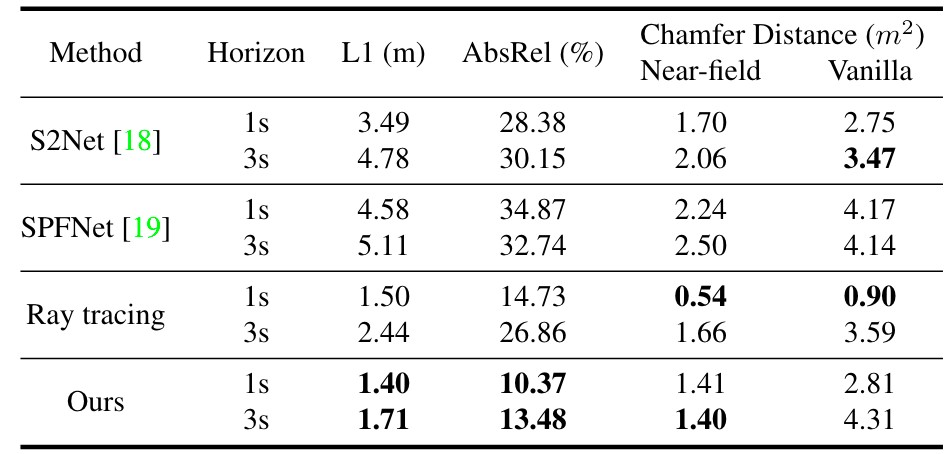 Method Horizon L1 (m) AbsRel (%) Chamfer Distance (m²)
Near-field Vanilla
S2Net [18] 1s 3.49 28.38 1.70 2.75
3s 4.78 30.15 2.06 3.47
SPFNet [19] 1s 4.58 34.87 2.24 4.17
3s 5.11 32.74 2.50 4.14
Ray tracing 1s 1.50 14.73 0.54 0.90
3s 2.44 26.86 1.66 3.59
Ours 1s 1.40 10.37 1.41 2.81
3s 1.71 13.48 1.40 4.31